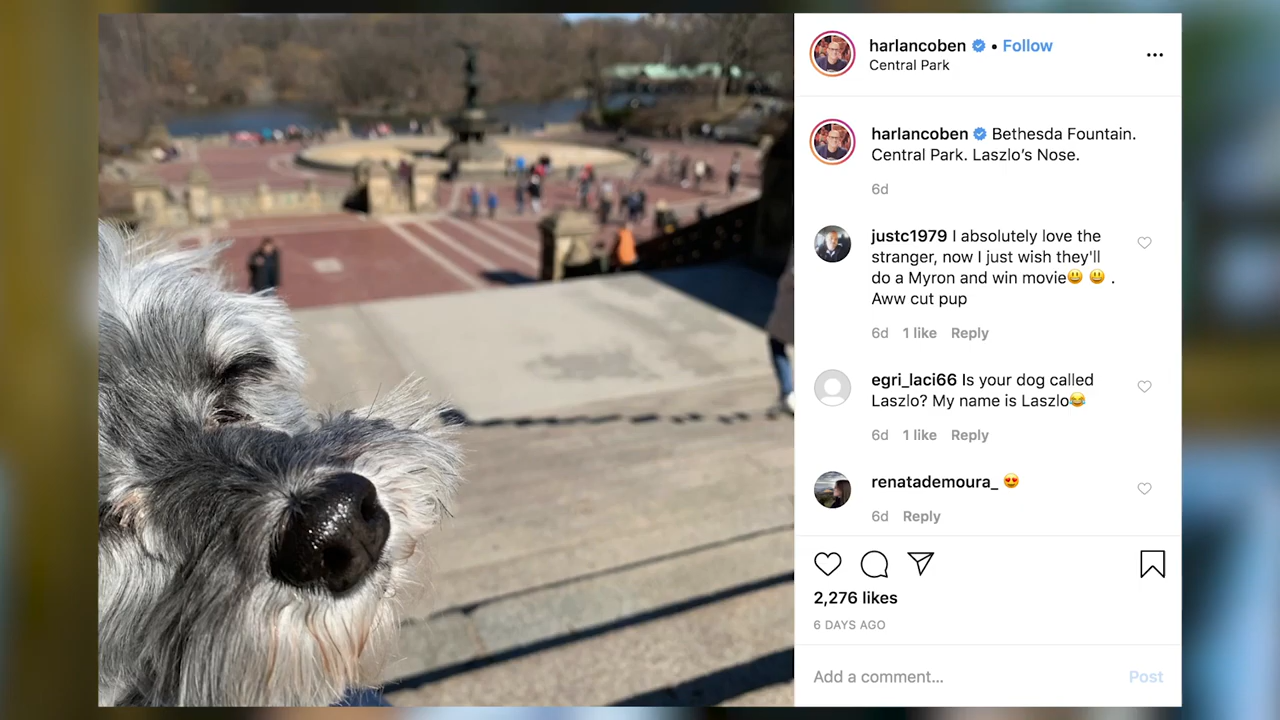 harlancoben • Follow
Central Park
harlancoben Bethesda Fountain.
Central Park. Laszlo's Nose.
6d
justc1979 I absolutely love the
stranger, now I just wish they'll
do a Myron and win movie😃 😃 .
Aww cut pup
6d 1 like Reply
egri_laci66 Is your dog called
Laszlo? My name is Laszlo😂
6d 1 like Reply
renatademoura_ 😍
6d Reply
2,276 likes
6 DAYS AGO
Add a comment... Post